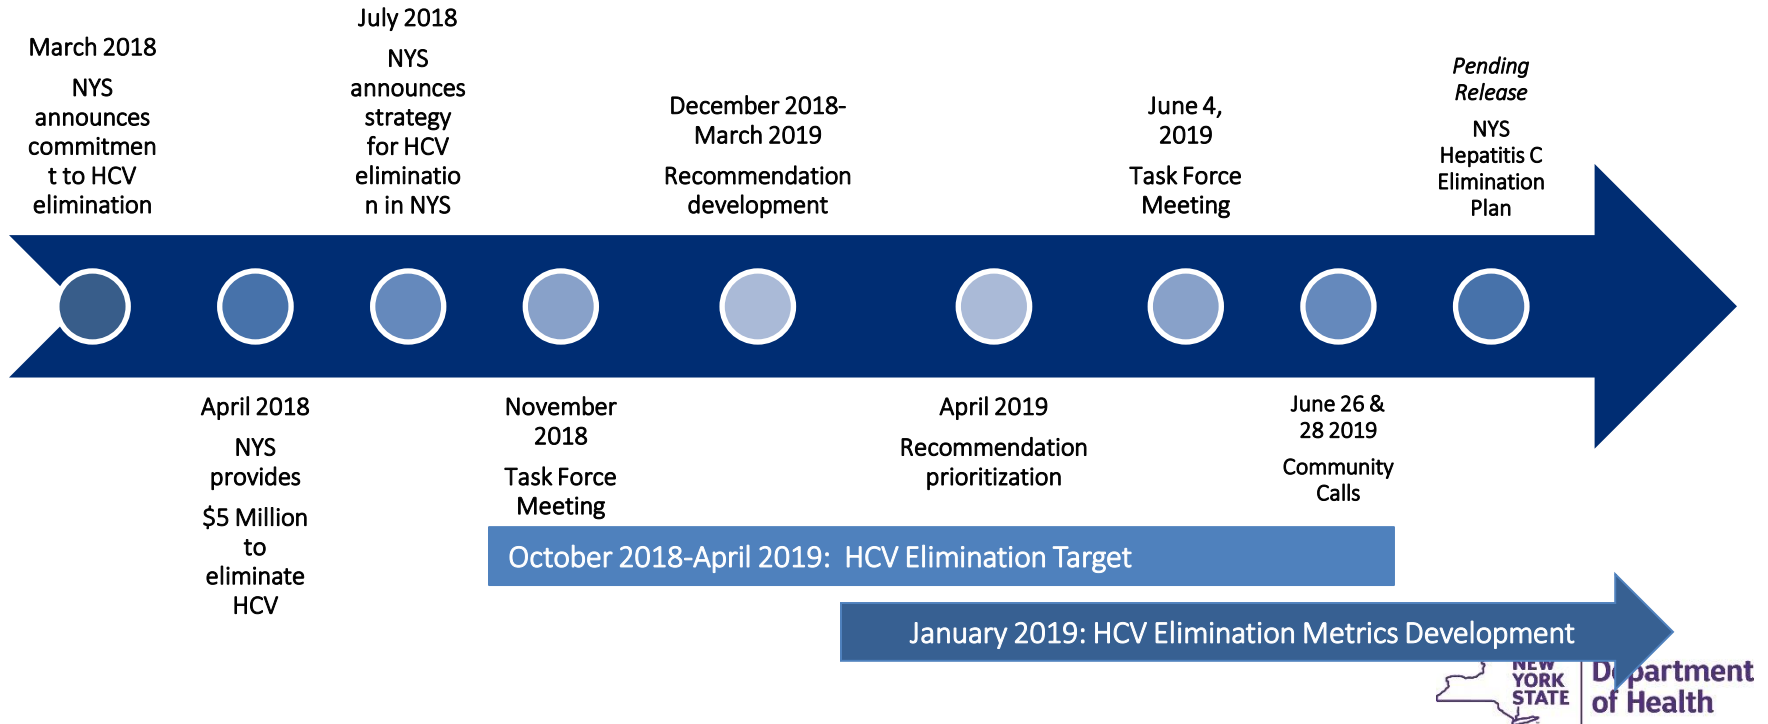 March 2018
NYS
announces
commitmen
t to HCV
elimination
April 2018
NYS
provides
$5 Million
to
eliminate
HCV
July 2018
NYS
announces
strategy
for HCV
eliminatio
n in NYS
November
2018
Task Force
Meeting
December 2018-
March 2019
Recommendation
development
April 2019
Recommendation
prioritization
June 4,
2019
Task Force
Meeting
June 26 &
28 2019
Community
Calls
Pending
Release
NYS
Hepatitis C
Elimination
Plan
October 2018-April 2019: HCV Elimination Target
January 2019: HCV Elimination Metrics Development
NEW
YORK
STATE
Department
of Health